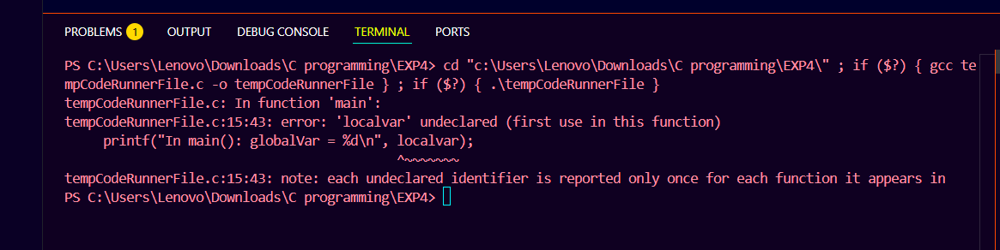 PROBLEMS 1 OUTPUT DEBUG CONSOLE TERMINAL PORTS
PS C:\Users\Lenovo\Downloads\C programming\EXP4> cd "c:\Users\Lenovo\Downloads\C programming\EXP4\" ; if ($?) { gcc te
mpCodeRunnerFile.c -o tempCodeRunnerFile } ; if ($?) { .\tempCodeRunnerFile }
tempCodeRunnerFile.c: In function 'main':
tempCodeRunnerFile.c:15:43: error: 'localvar' undeclared (first use in this function)
     printf("In main(): globalVar = %d\n", localvar);
                                           ^~~~~~~~
tempCodeRunnerFile.c:15:43: note: each undeclared identifier is reported only once for each function it appears in
PS C:\Users\Lenovo\Downloads\C programming\EXP4>